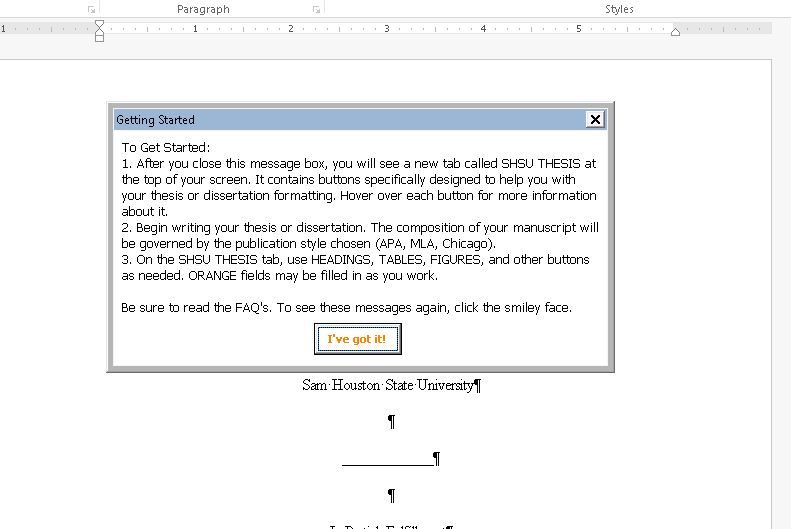 Paragraph
Styles
1 1 2 3 4 5
Getting Started
To Get Started:
1. After you close this message box, you will see a new tab called SHSU THESIS at
the top of your screen. It contains buttons specifically designed to help you with
your thesis or dissertation formatting. Hover over each button for more information
about it.
2. Begin writing your thesis or dissertation. The composition of your manuscript will
be governed by the publication style chosen (APA, MLA, Chicago).
3. On the SHSU THESIS tab, use HEADINGS, TABLES, FIGURES, and other buttons
as needed. ORANGE fields may be filled in as you work.
Be sure to read the FAQ's. To see these messages again, click the smiley face.
I've got it!
Sam·Houston·State·University¶
¶
___________¶
¶